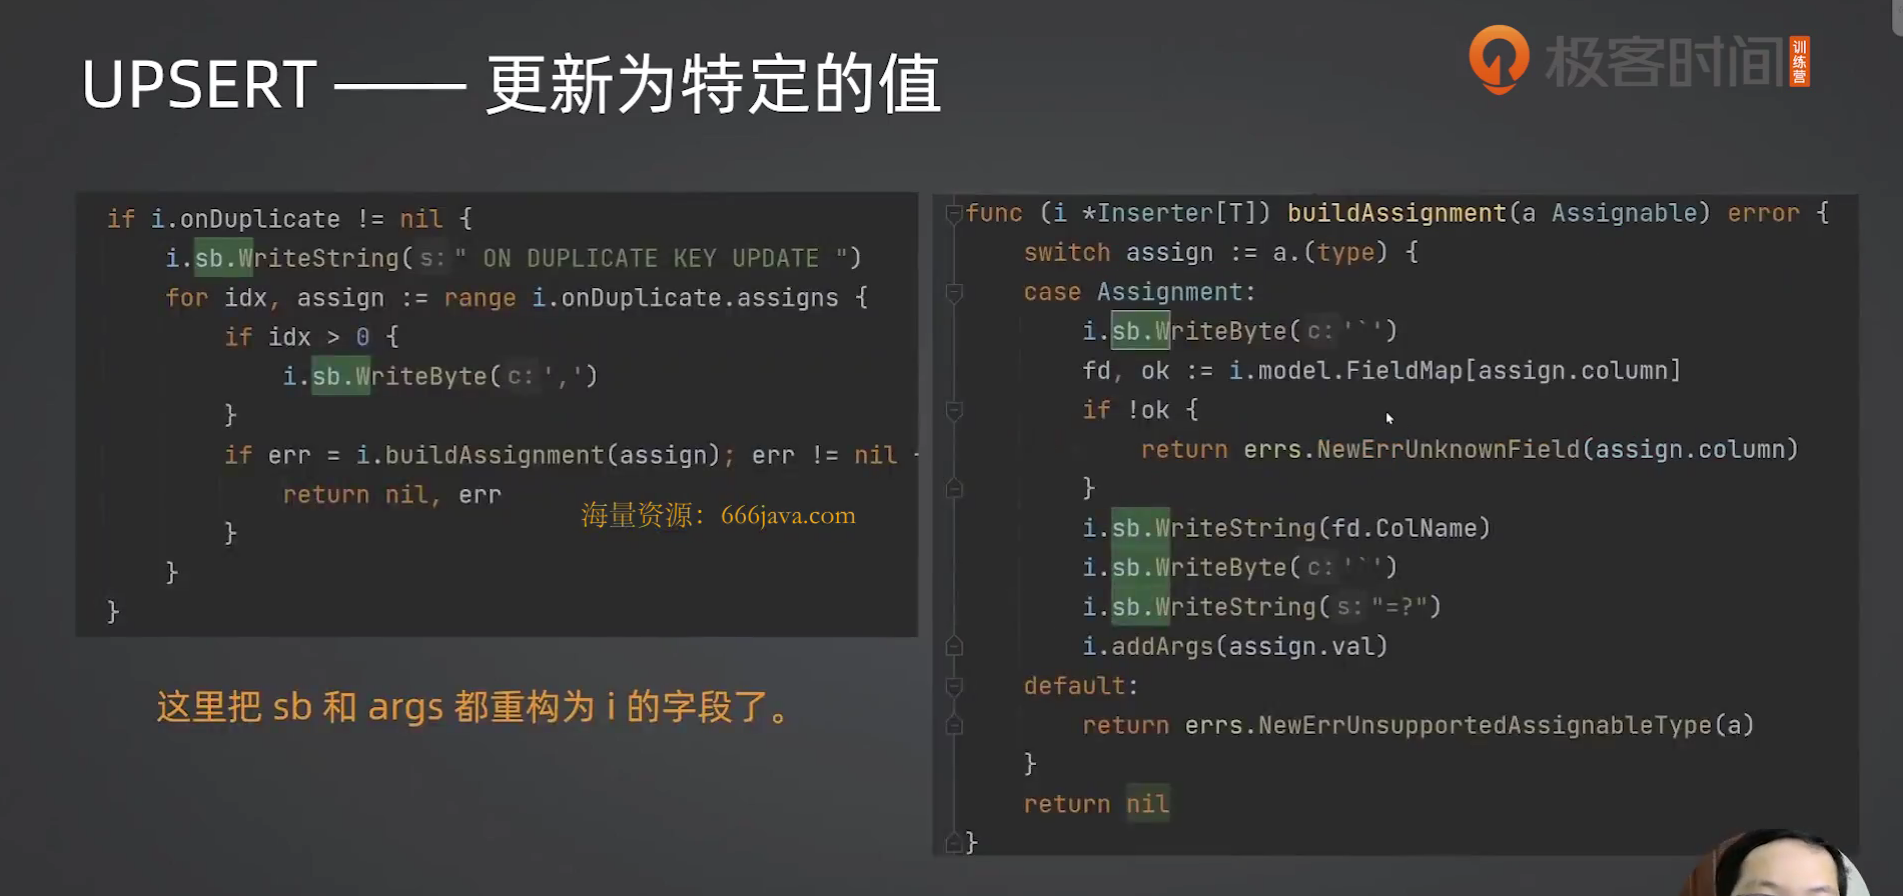 UPSERT —— 更新为特定的值
极客时间
训练营
if i.onDuplicate != nil {
i.sb.WriteString( s: " ON DUPLICATE KEY UPDATE ")
for idx, assign := range i.onDuplicate.assigns {
if idx > 0 {
i.sb.WriteByte( c: ',')
}
if err = i.buildAssignment(assign); err != nil {
return nil, err
}
}
}
海量资源：666java.com
这里把 sb 和 args 都重构为 i 的字段了。
func (i *Inserter[T]) buildAssignment(a Assignable) error {
switch assign := a.(type) {
case Assignment:
i.sb.WriteByte( c: '`')
fd, ok := i.model.FieldMap[assign.column]
if !ok {
return errs.NewErrUnknownField(assign.column)
}
i.sb.WriteString(fd.ColName)
i.sb.WriteByte( c: '`')
i.sb.WriteString( s: "=?")
i.addArgs(assign.val)
default:
return errs.NewErrUnsupportedAssignableType(a)
}
return nil
}